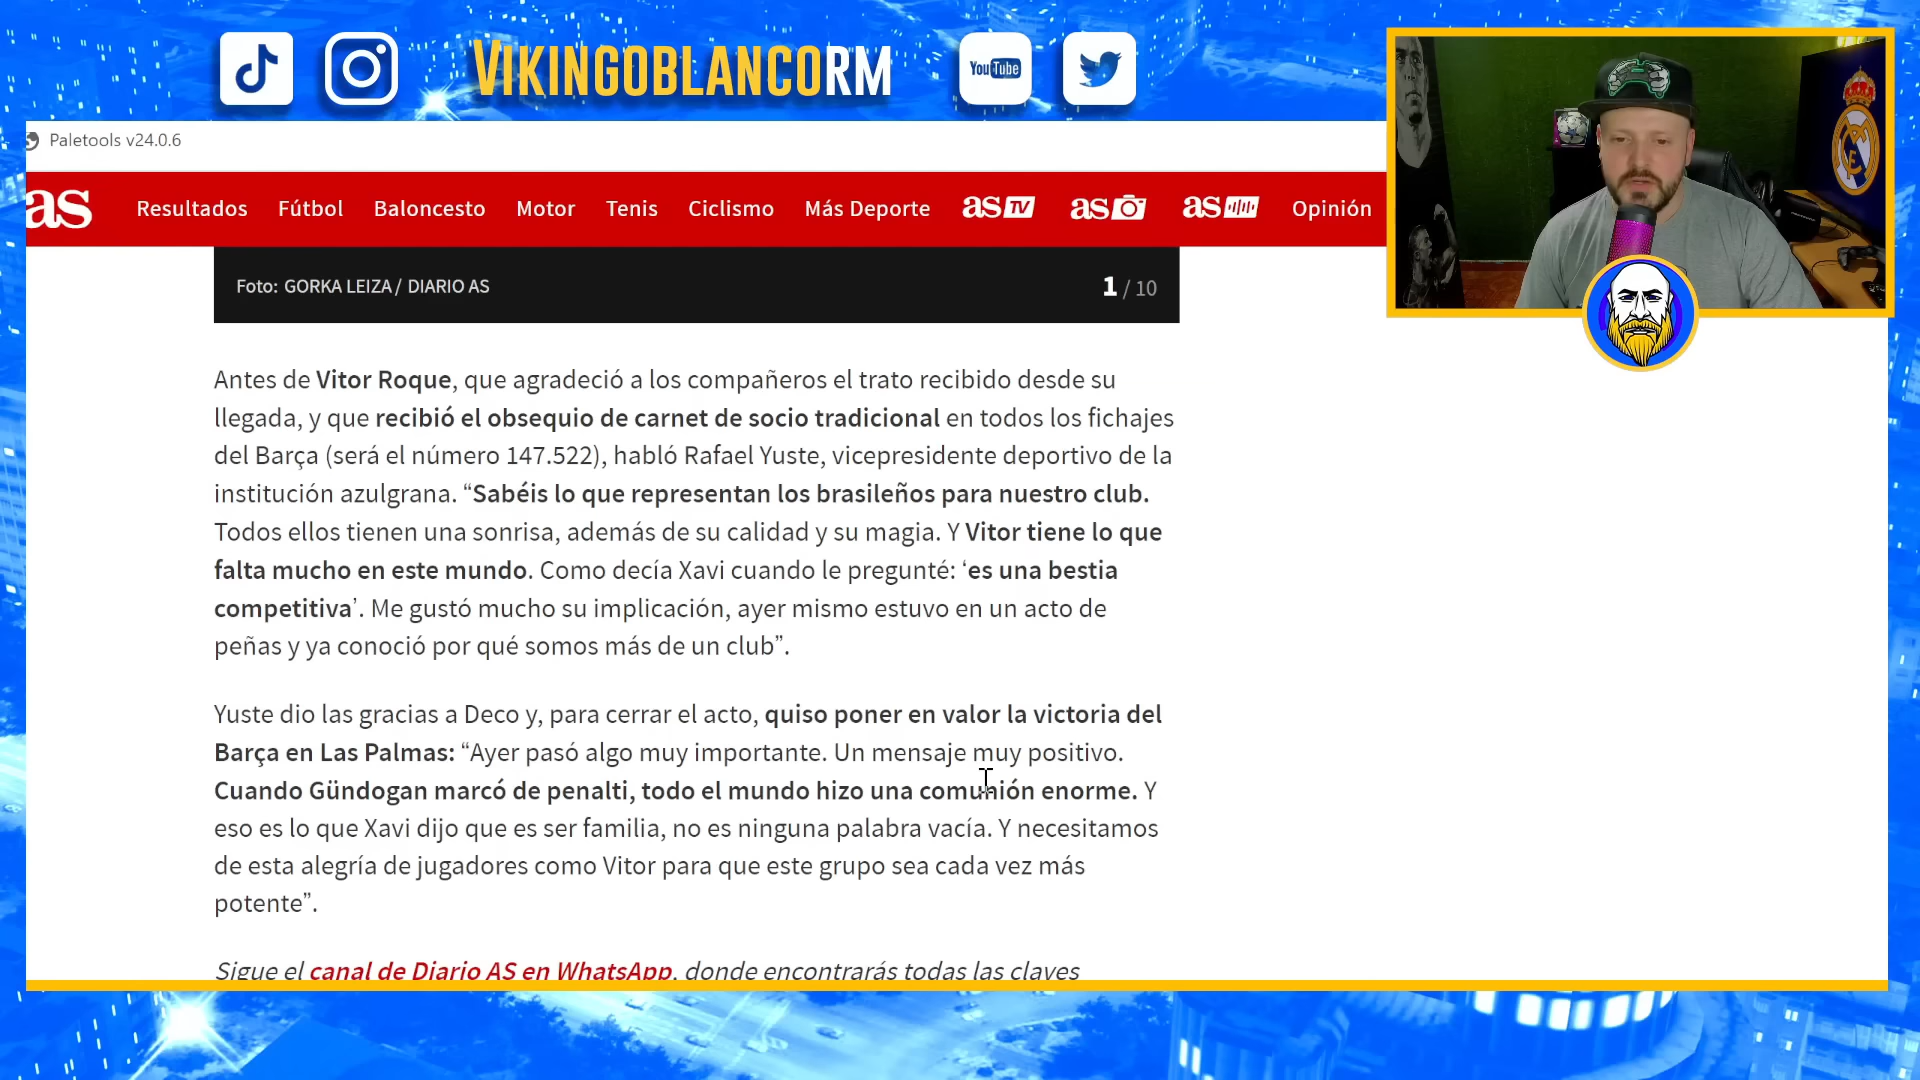 VIKINGOBLANCORM
You Tube
Paletools v24.0.6
as Resultados Fútbol Baloncesto Motor Tenis Ciclismo Más Deporte as TV as as Opinión
Foto: GORKA LEIZA / DIARIO AS 1 / 10
Antes de Vitor Roque, que agradeció a los compañeros el trato recibido desde su
llegada, y que recibió el obsequio de carnet de socio tradicional en todos los fichajes
del Barça (será el número 147.522), habló Rafael Yuste, vicepresidente deportivo de la
institución azulgrana. “Sabéis lo que representan los brasileños para nuestro club.
Todos ellos tienen una sonrisa, además de su calidad y su magia. Y Vitor tiene lo que
falta mucho en este mundo. Como decía Xavi cuando le pregunté: ‘es una bestia
competitiva’. Me gustó mucho su implicación, ayer mismo estuvo en un acto de
peñas y ya conoció por qué somos más de un club”.
Yuste dio las gracias a Deco y, para cerrar el acto, quiso poner en valor la victoria del
Barça en Las Palmas: “Ayer pasó algo muy importante. Un mensaje muy positivo.
Cuando Gündogan marcó de penalti, todo el mundo hizo una comunión enorme. Y
eso es lo que Xavi dijo que es ser familia, no es ninguna palabra vacía. Y necesitamos
de esta alegría de jugadores como Vitor para que este grupo sea cada vez más
potente”.
Sigue el canal de Diario AS en WhatsApp, donde encontrarás todas las claves